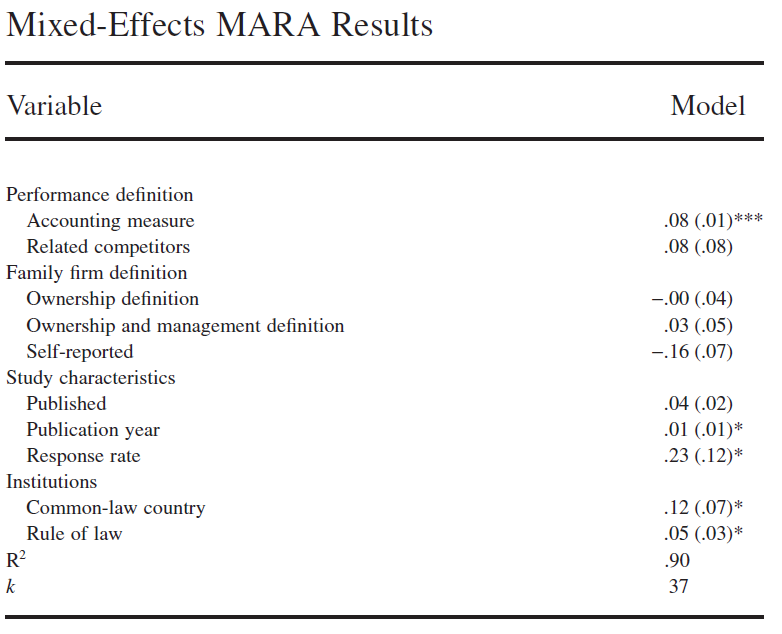 Mixed-Effects MARA Results
Variable Model
Performance definition
Accounting measure .08 (.01)***
Related competitors .08 (.08)
Family firm definition
Ownership definition −.00 (.04)
Ownership and management definition .03 (.05)
Self-reported −.16 (.07)
Study characteristics
Published .04 (.02)
Publication year .01 (.01)*
Response rate .23 (.12)*
Institutions
Common-law country .12 (.07)*
Rule of law .05 (.03)*
R² .90
k 37